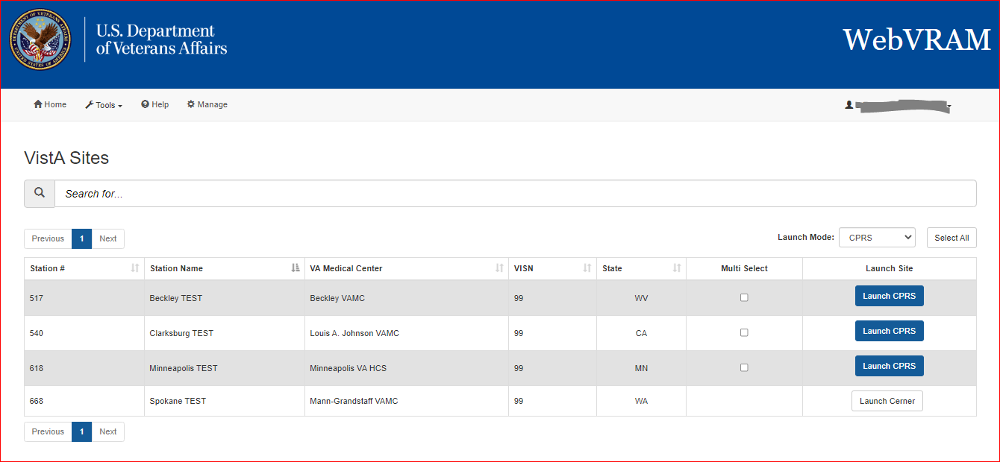 U.S. Department
of Veterans Affairs
WebVRAM
Home Tools Help Manage
VistA Sites
Search for...
Previous 1 Next Launch Mode: CPRS Select All
Station # Station Name VA Medical Center VISN State Multi Select Launch Site
517 Beckley TEST Beckley VAMC 99 WV Launch CPRS
540 Clarksburg TEST Louis A. Johnson VAMC 99 CA Launch CPRS
618 Minneapolis TEST Minneapolis VA HCS 99 MN Launch CPRS
668 Spokane TEST Mann-Grandstaff VAMC 99 WA Launch Cerner
Previous 1 Next